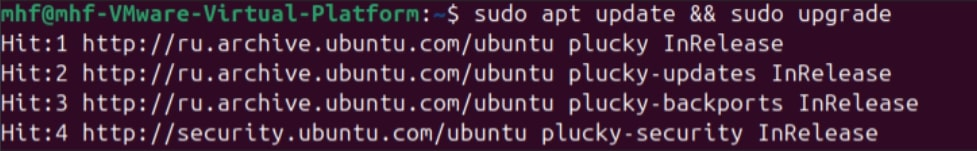 mhf@mhf-VMware-Virtual-Platform:~$ sudo apt update && sudo upgrade
Hit:1 http://ru.archive.ubuntu.com/ubuntu plucky InRelease
Hit:2 http://ru.archive.ubuntu.com/ubuntu plucky-updates InRelease
Hit:3 http://ru.archive.ubuntu.com/ubuntu plucky-backports InRelease
Hit:4 http://security.ubuntu.com/ubuntu plucky-security InRelease